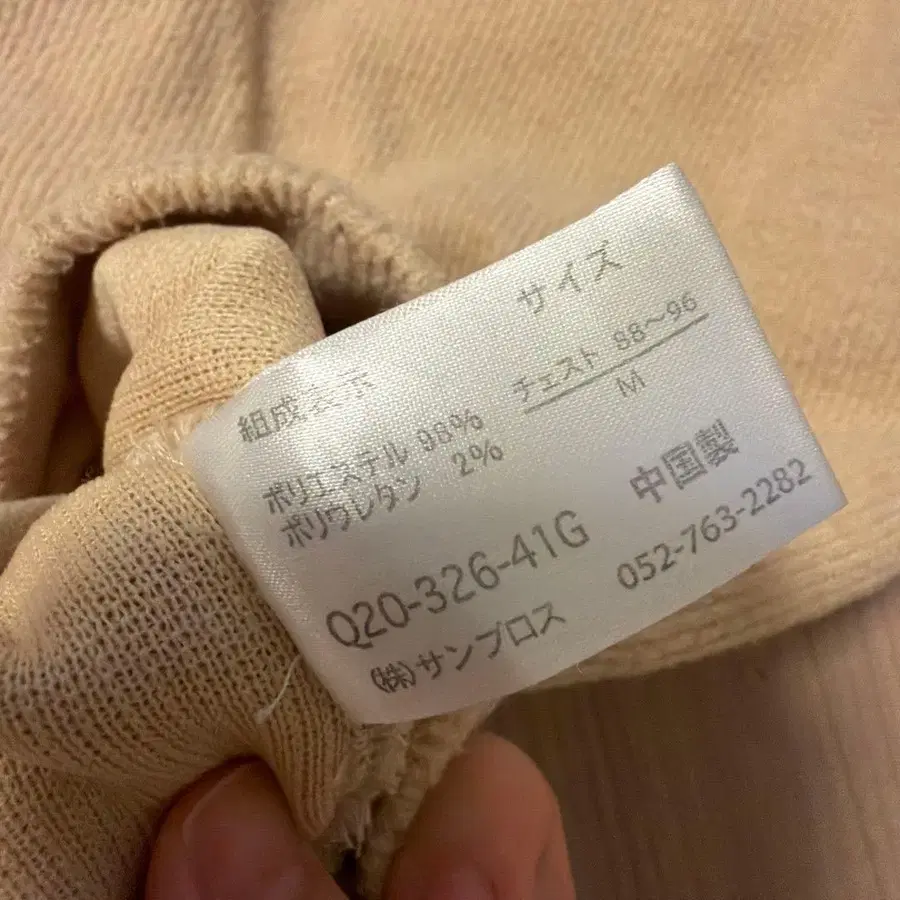 サイズ
チェスト 88～96
M
組成表示
ポリエステル 98%
ポリウレタン 2%
中国製
Q20-326-41G
052-763-2282
㈱サンプロス